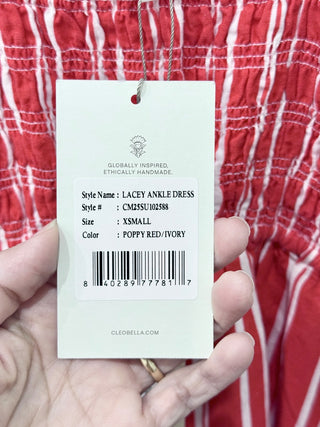 GLOBALLY INSPIRED,
ETHICALLY HANDMADE.
Style Name : LACEY ANKLE DRESS
Style # : CM25SU102588
Size : XSMALL
Color : POPPY RED/IVORY
8 40289 77781 7
CLEOBELLA.COM